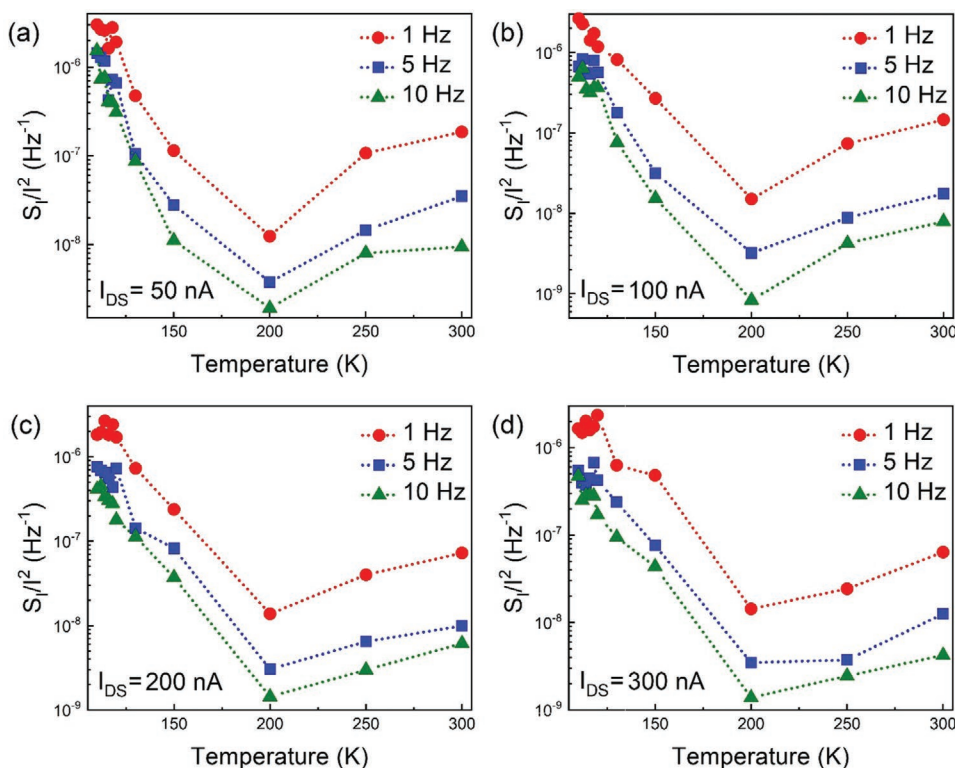 (a)
S_I/I^2 (Hz^-1)
10^-6
10^-7
10^-8
1 Hz
5 Hz
10 Hz
I_DS= 50 nA
150 200 250 300
Temperature (K)
(b)
S_I/I^2 (Hz^-1)
10^-6
10^-7
10^-8
10^-9
1 Hz
5 Hz
10 Hz
I_DS=100 nA
150 200 250 300
Temperature (K)
(c)
S_I/I^2 (Hz^-1)
10^-6
10^-7
10^-8
10^-9
1 Hz
5 Hz
10 Hz
I_DS=200 nA
150 200 250 300
Temperature (K)
(d)
S_I/I^2 (Hz^-1)
10^-6
10^-7
10^-8
10^-9
1 Hz
5 Hz
10 Hz
I_DS=300 nA
150 200 250 300
Temperature (K)